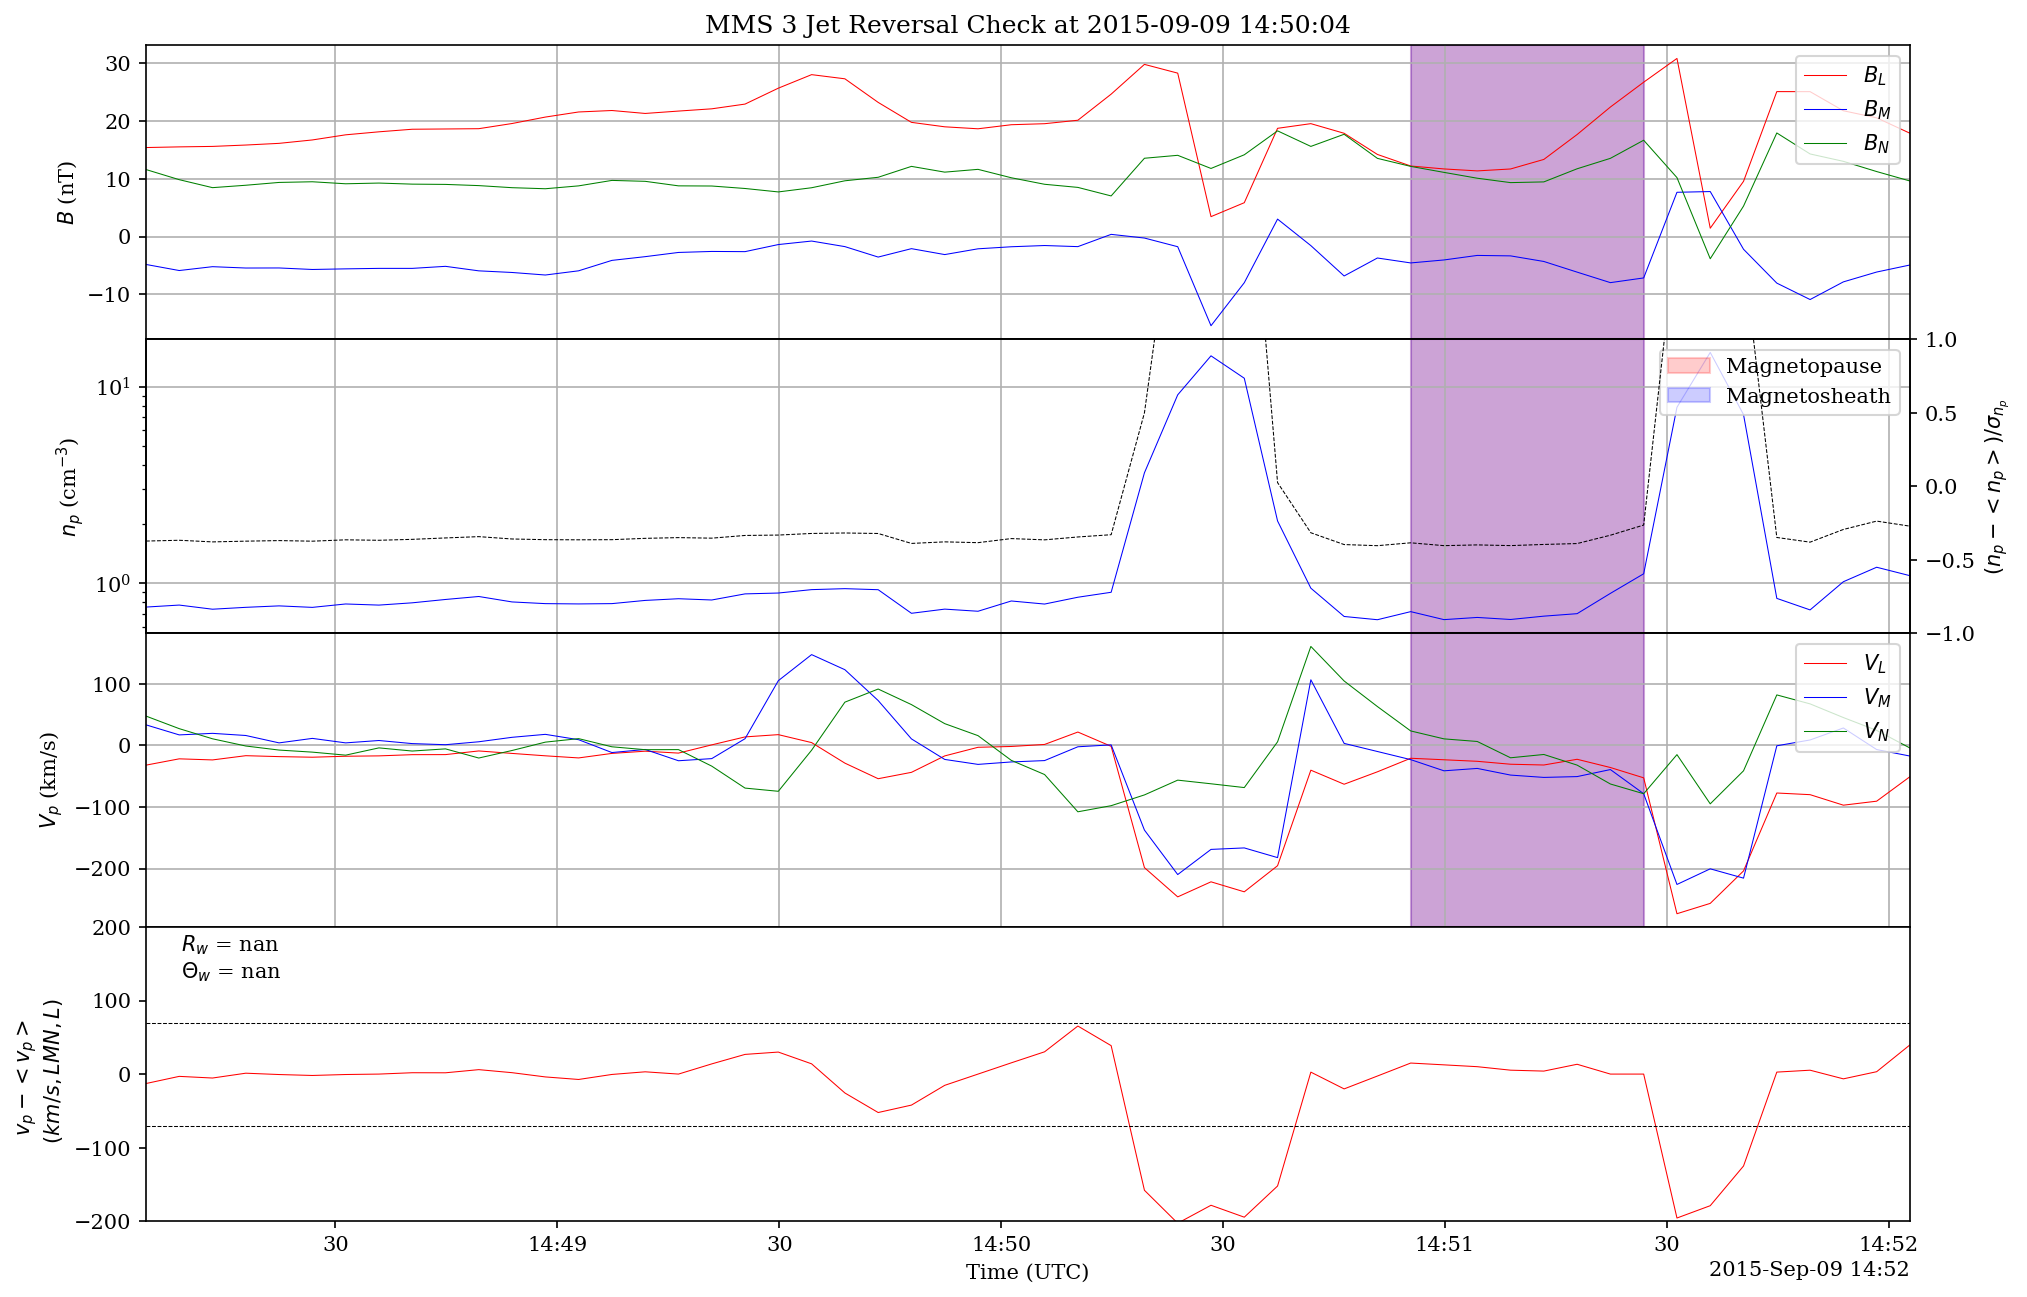 MMS 3 Jet Reversal Check at 2015-09-09 14:50:04
B (nT)
30
20
10
0
−10
B_L
B_M
B_N
n_p (cm^{−3})
10^1
10^0
Magnetopause
Magnetosheath
1.0
0.5
0.0
−0.5
−1.0
(n_p − < n_p >)/σ_{n_p}
V_p (km/s)
100
0
−100
−200
V_L
V_M
V_N
v_p − < v_p >
(km/s, LMN, L)
200
100
0
−100
−200
R_w = nan
Θ_w = nan
30 14:49 30 14:50 30 14:51 30 14:52
Time (UTC)
2015-Sep-09 14:52